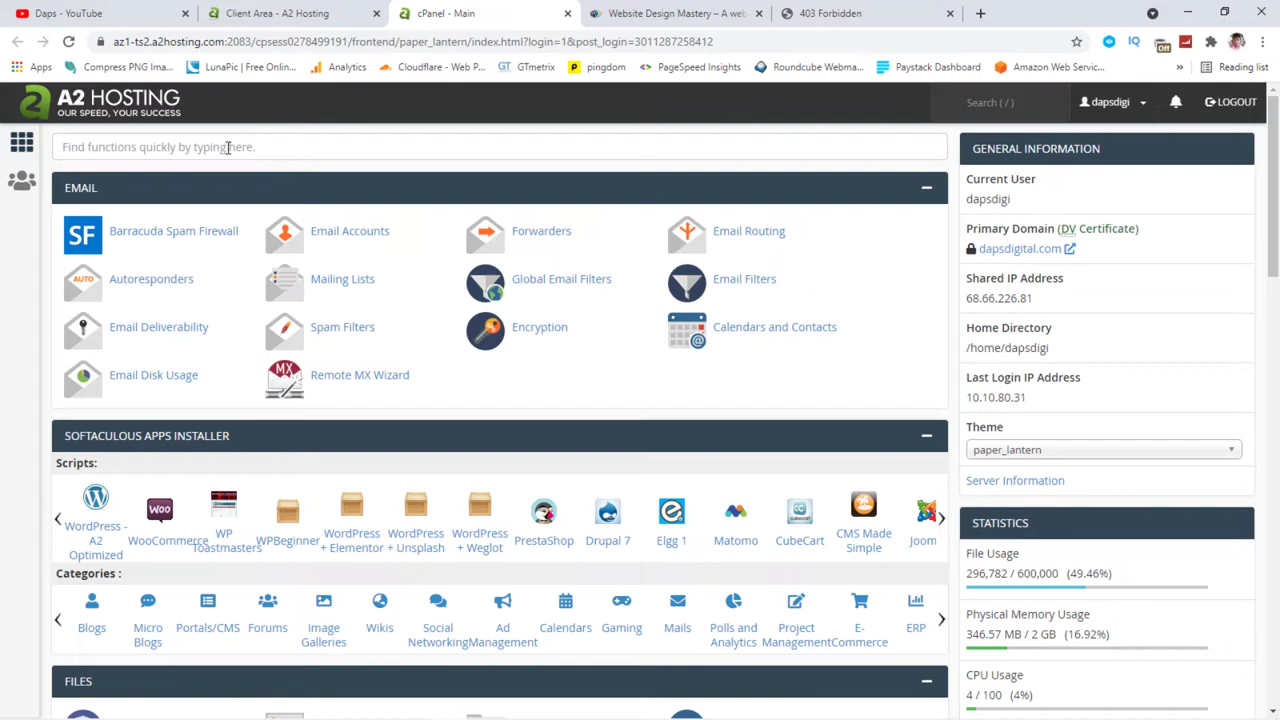 YouTube - Daps
Client Area - A2 Hosting
cPanel - Main
Website Design Mastery – A web
403 Forbidden
az1-ts2.a2hosting.com:2083/cpsess0278499191/frontend/paper_lantern/index.html?login=1&post_login=3011287258412
IQ
Off
Apps
Compress PNG Ima...
LunaPic | Free Onlin...
Analytics
Cloudflare - Web P...
GT
GTmetrix
p
pingdom
PageSpeed Insights
Roundcube Webma...
Paystack Dashboard
Amazon Web Servic...
»
Reading list
A2 HOSTING
OUR SPEED, YOUR SUCCESS
Search ( / )
dapsdigi
LOGOUT
Find functions quickly by typing here.
EMAIL
SF
Barracuda Spam Firewall
Email Accounts
Forwarders
Email Routing
AUTO
Autoresponders
Mailing Lists
Global Email Filters
Email Filters
Email Deliverability
Spam Filters
Encryption
@
Calendars and Contacts
Email Disk Usage
MX
Remote MX Wizard
SOFTACULOUS APPS INSTALLER
Scripts:
WordPress -
A2
Optimized
Woo
WooCommerce
WP
Toastmasters
WPBeginner
WordPress
+ Elementor
WordPress
+ Unsplash
WordPress
+ Weglot
PrestaShop
Drupal 7
Elgg 1
Matomo
CubeCart
CMS Made
Simple
Joom
Categories :
Blogs
Micro
Blogs
Portals/CMS
Forums
Image
Galleries
Wikis
Social
Networking
Ad
Management
Calendars
Gaming
Mails
Polls and
Analytics
Project
Management
E-
Commerce
ERP
FILES
GENERAL INFORMATION
Current User
dapsdigi
Primary Domain (DV Certificate)
dapsdigital.com
Shared IP Address
68.66.226.81
Home Directory
/home/dapsdigi
Last Login IP Address
10.10.80.31
Theme
paper_lantern
Server Information
STATISTICS
File Usage
296,782 / 600,000 (49.46%)
Physical Memory Usage
346.57 MB / 2 GB (16.92%)
CPU Usage
4 / 100 (4%)